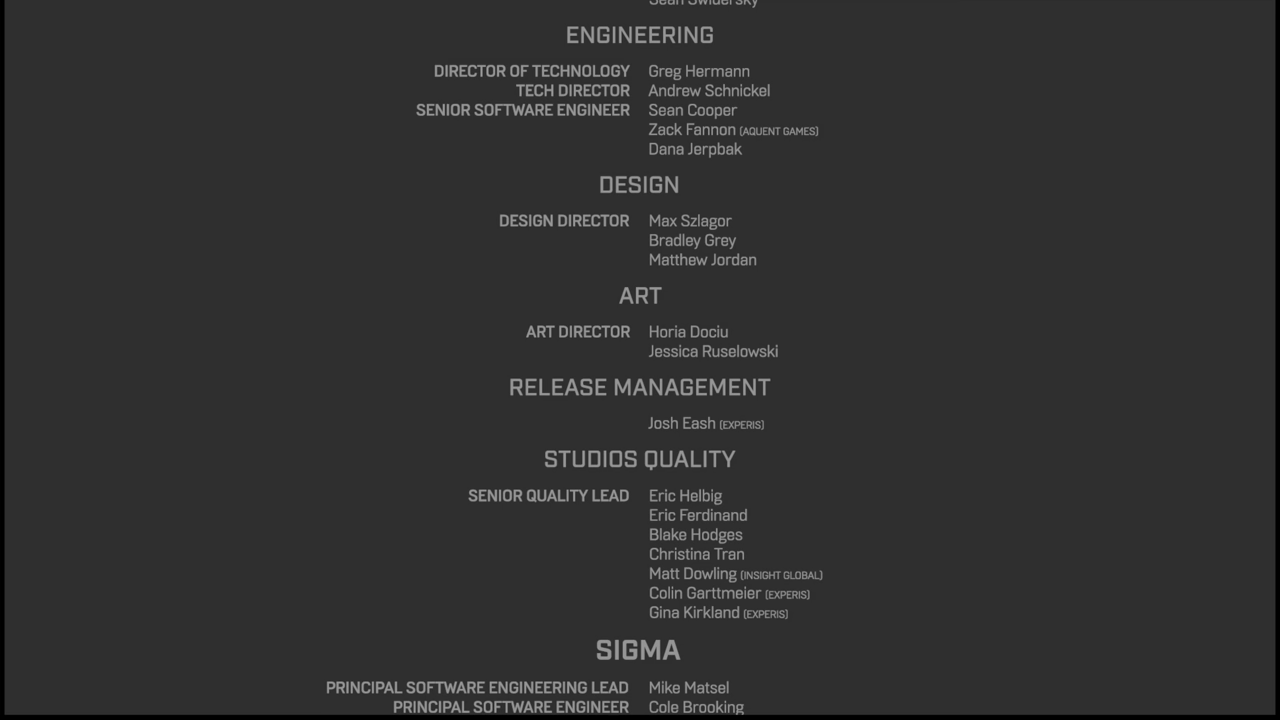 ENGINEERING
DIRECTOR OF TECHNOLOGY Greg Hermann
TECH DIRECTOR Andrew Schnickel
SENIOR SOFTWARE ENGINEER Sean Cooper
Zack Fannon (AQUENT GAMES)
Dana Jerpbak
DESIGN
DESIGN DIRECTOR Max Szlagor
Bradley Grey
Matthew Jordan
ART
ART DIRECTOR Horia Dociu
Jessica Ruselowski
RELEASE MANAGEMENT
Josh Eash (EXPERIS)
STUDIOS QUALITY
SENIOR QUALITY LEAD Eric Helbig
Eric Ferdinand
Blake Hodges
Christina Tran
Matt Dowling (INSIGHT GLOBAL)
Colin Garttmeier (EXPERIS)
Gina Kirkland (EXPERIS)
SIGMA
PRINCIPAL SOFTWARE ENGINEERING LEAD Mike Matsel
PRINCIPAL SOFTWARE ENGINEER Cole Brooking